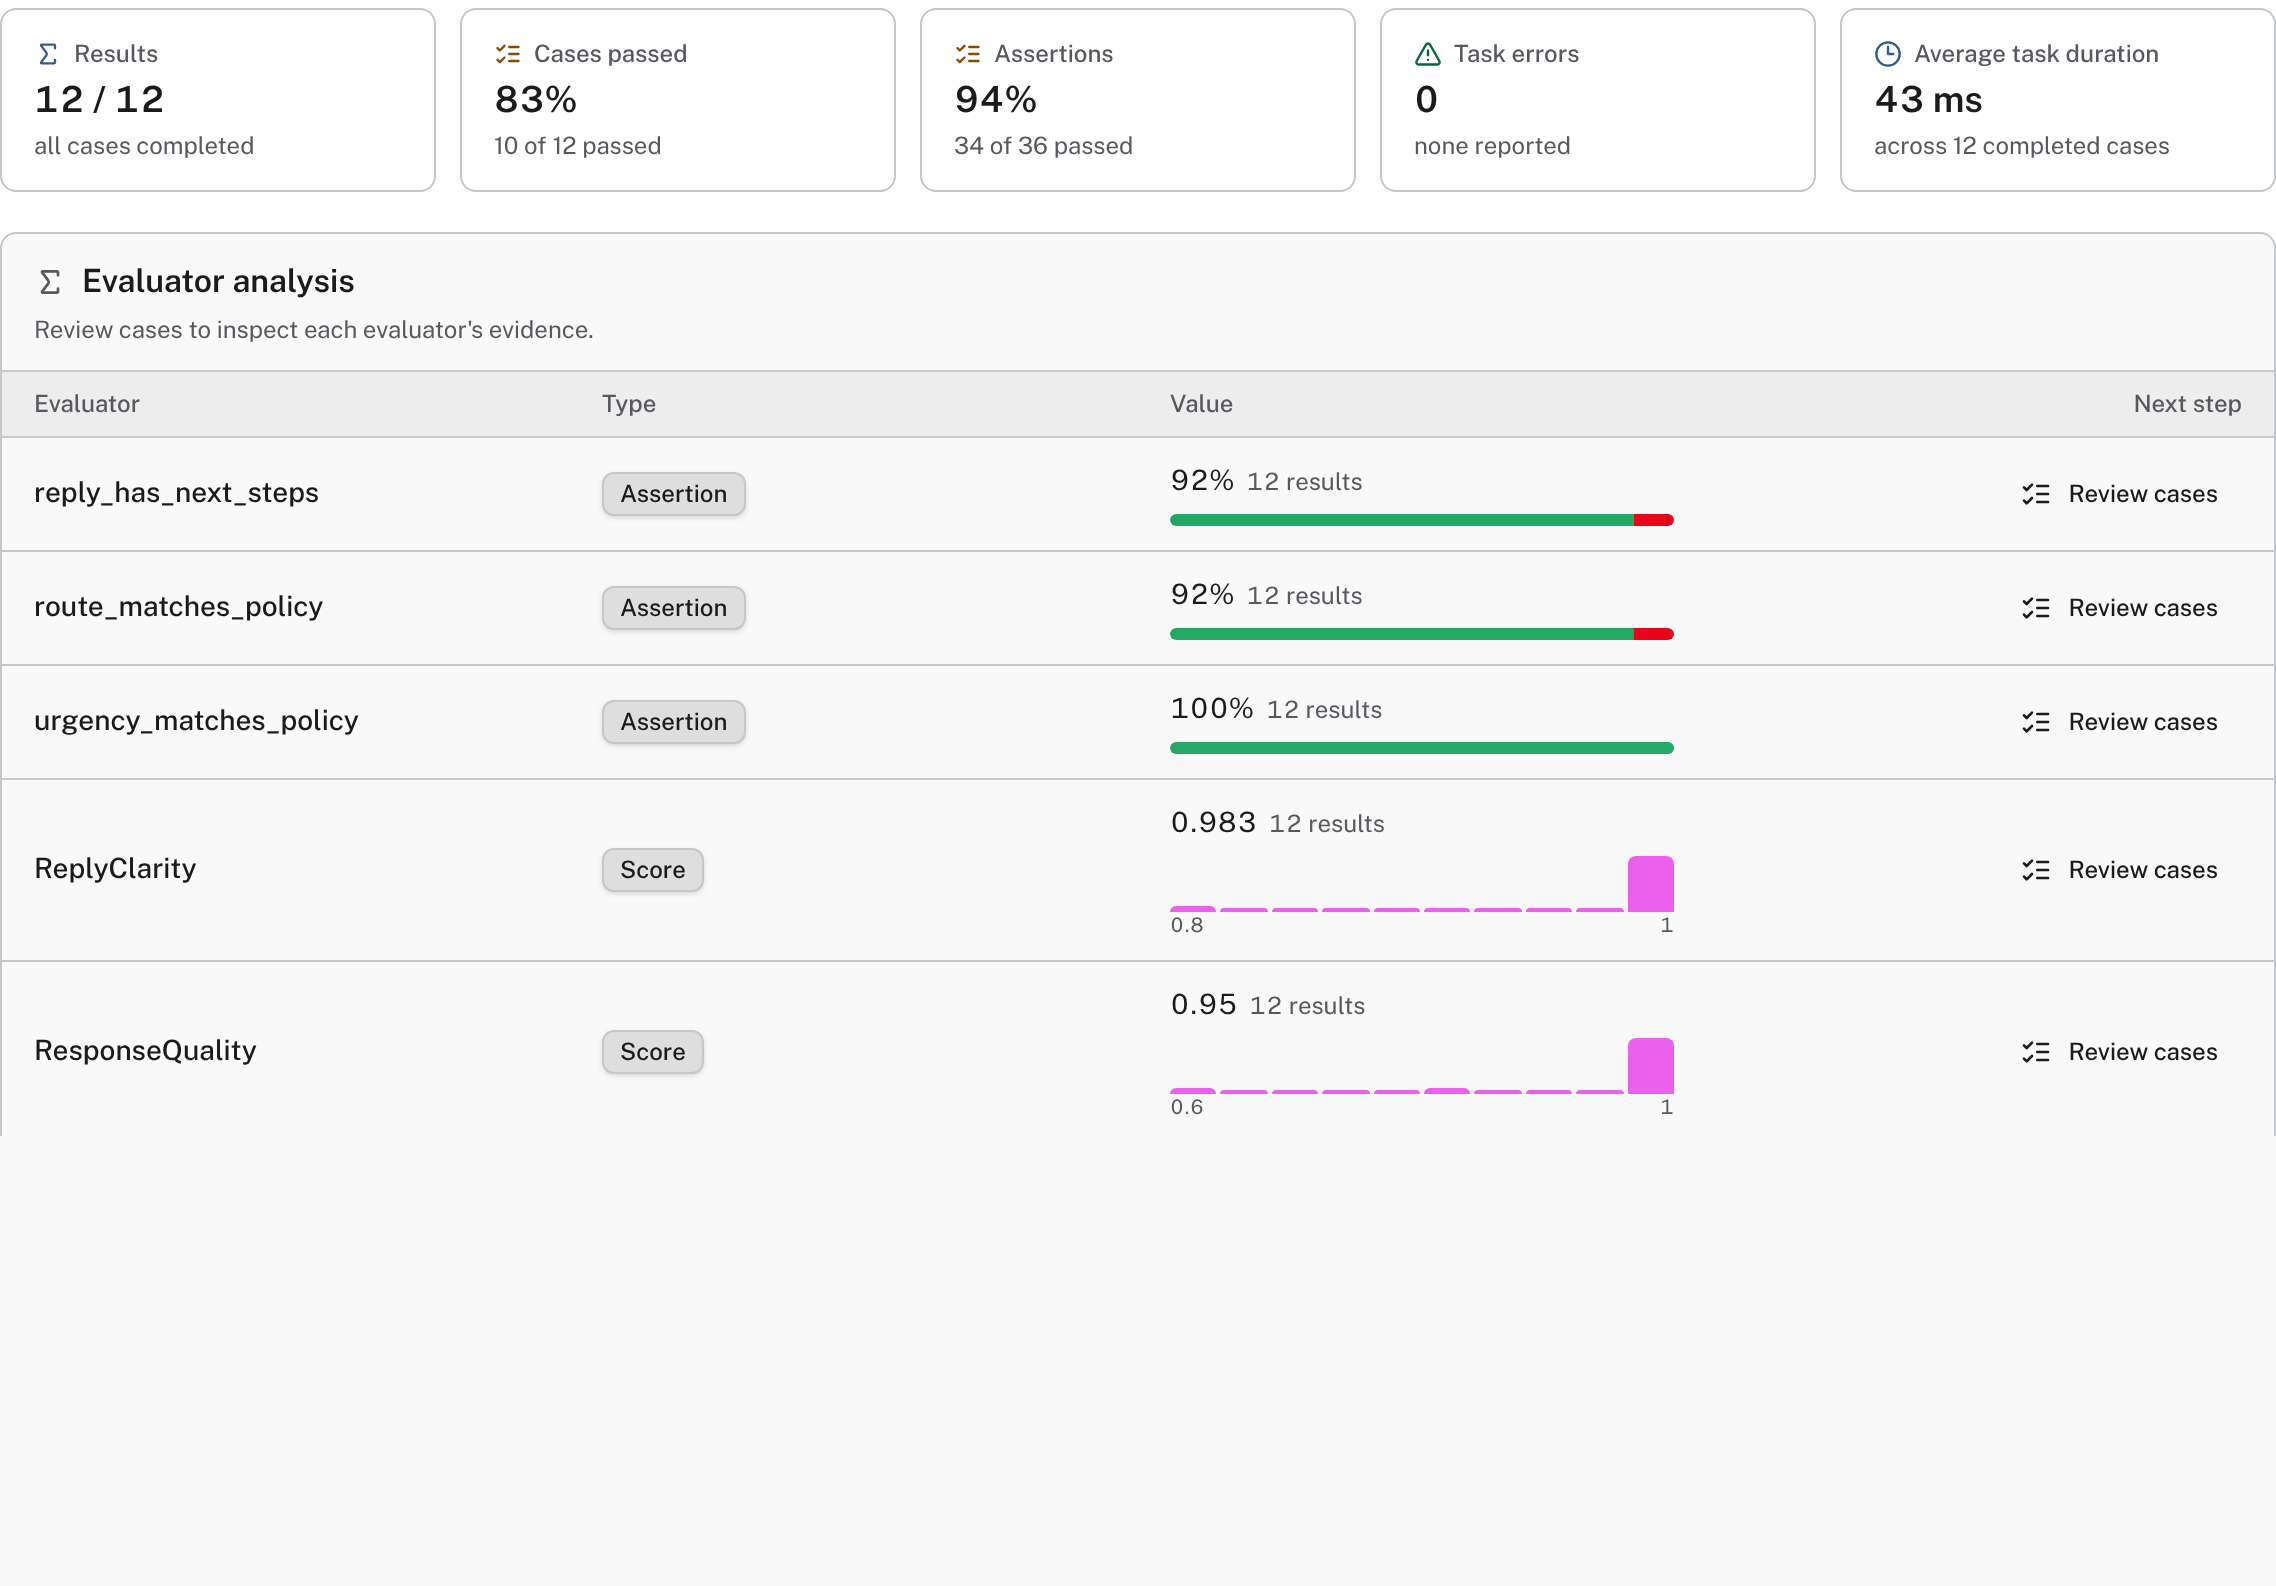 Results
12 / 12
all cases completed
Cases passed
83%
10 of 12 passed
Assertions
94%
34 of 36 passed
Task errors
0
none reported
Average task duration
43 ms
across 12 completed cases
Evaluator analysis
Review cases to inspect each evaluator's evidence.
Evaluator Type Value Next step
reply_has_next_steps Assertion 92% 12 results Review cases
route_matches_policy Assertion 92% 12 results Review cases
urgency_matches_policy Assertion 100% 12 results Review cases
ReplyClarity Score 0.983 12 results Review cases
0.8 1
ResponseQuality Score 0.95 12 results Review cases
0.6 1